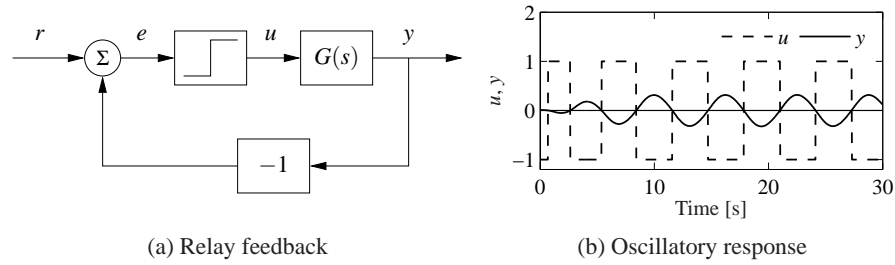 r
Σ
e
u
G(s)
y
−1
(a) Relay feedback
2
1
0
−1
u, y
u
y
0
10
20
30
Time [s]
(b) Oscillatory response